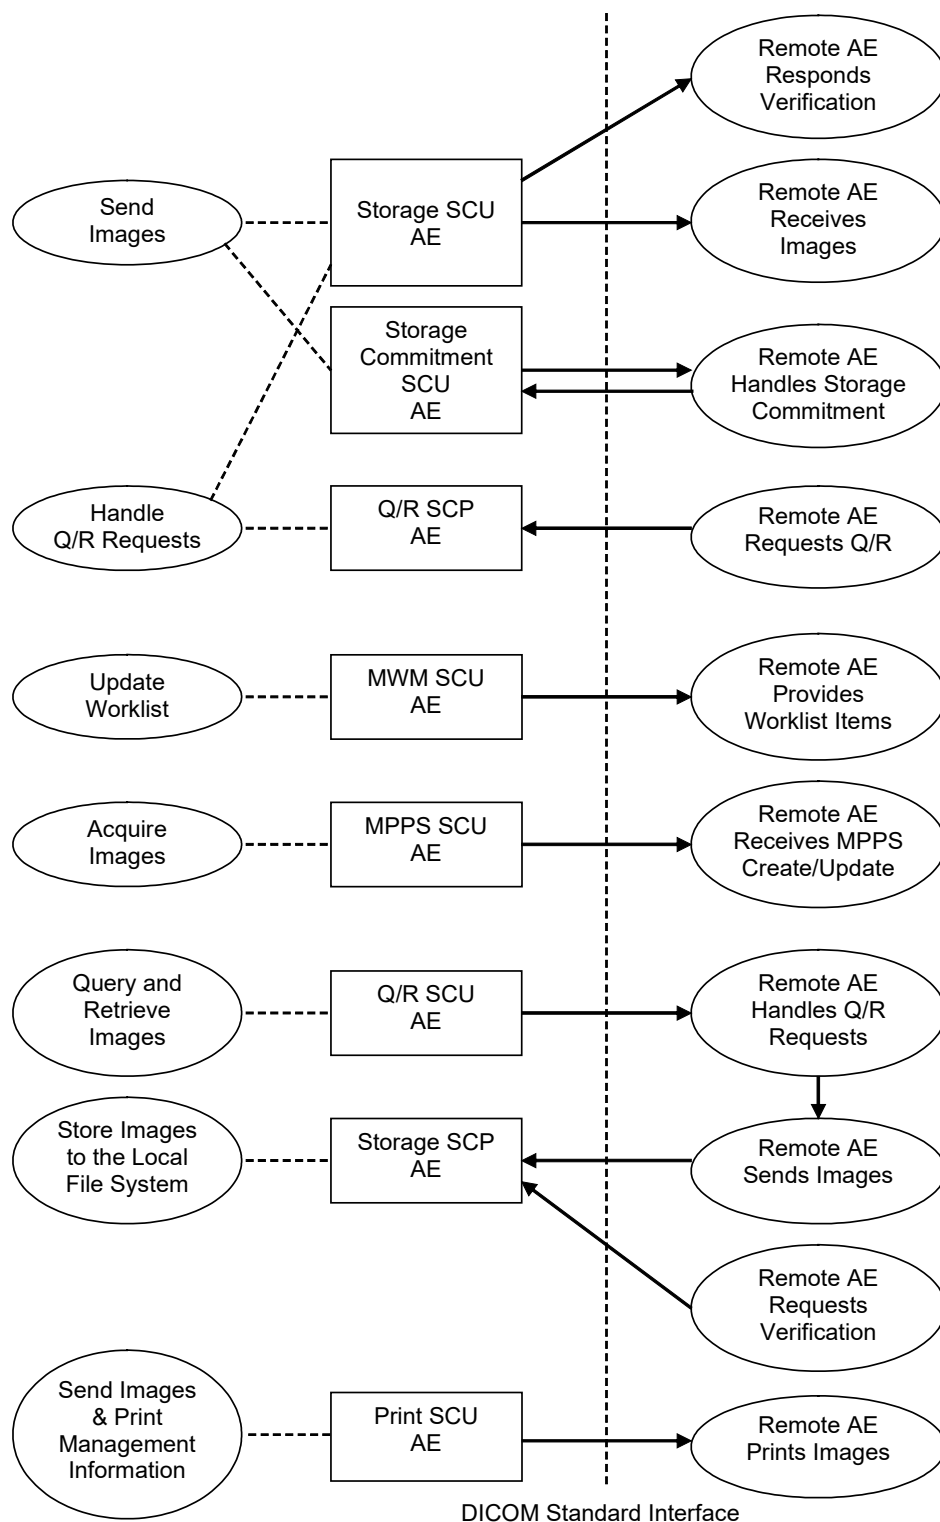 Remote AE
Responds
Verification
Send
Images
Storage SCU
AE
Remote AE
Receives
Images
Storage
Commitment
SCU
AE
Remote AE
Handles Storage
Commitment
Handle
Q/R Requests
Q/R SCP
AE
Remote AE
Requests Q/R
Update
Worklist
MWM SCU
AE
Remote AE
Provides
Worklist Items
Acquire
Images
MPPS SCU
AE
Remote AE
Receives MPPS
Create/Update
Query and
Retrieve
Images
Q/R SCU
AE
Remote AE
Handles Q/R
Requests
Store Images
to the Local
File System
Storage SCP
AE
Remote AE
Sends Images
Remote AE
Requests
Verification
Send Images
& Print
Management
Information
Print SCU
AE
Remote AE
Prints Images
DICOM Standard Interface